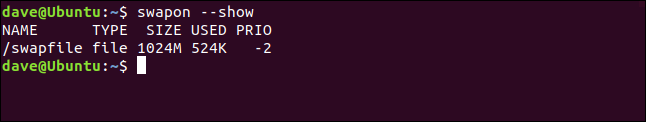 dave@Ubuntu:~$ swapon --show
NAME      TYPE  SIZE USED PRIO
/swapfile file 1024M 524K   -2
dave@Ubuntu:~$